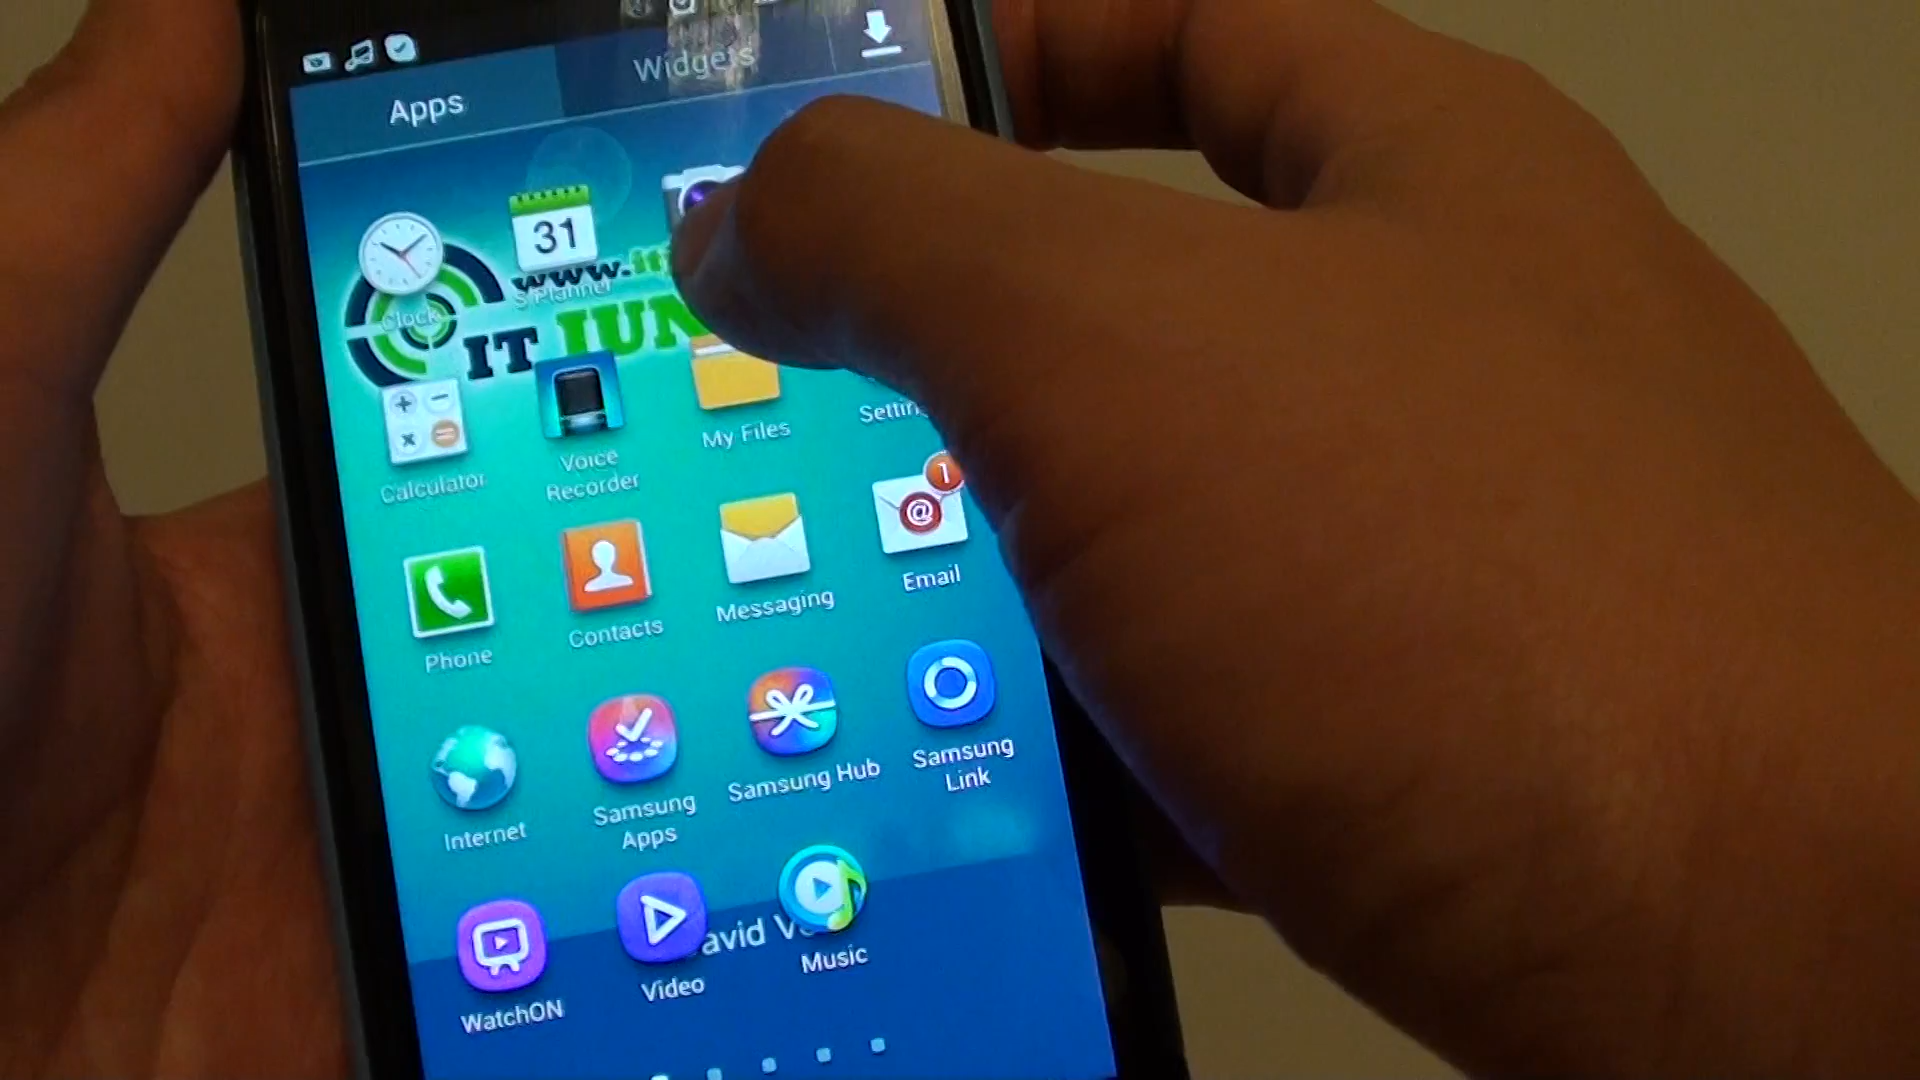 Apps
Widgets
31
www.it
S Planner
Clock
IT JUN
Calculator
Voice
Recorder
My Files
Settin
1
@
Phone
Contacts
Messaging
Email
Internet
Samsung
Apps
Samsung Hub
Samsung
Link
avid V
WatchON
Video
Music